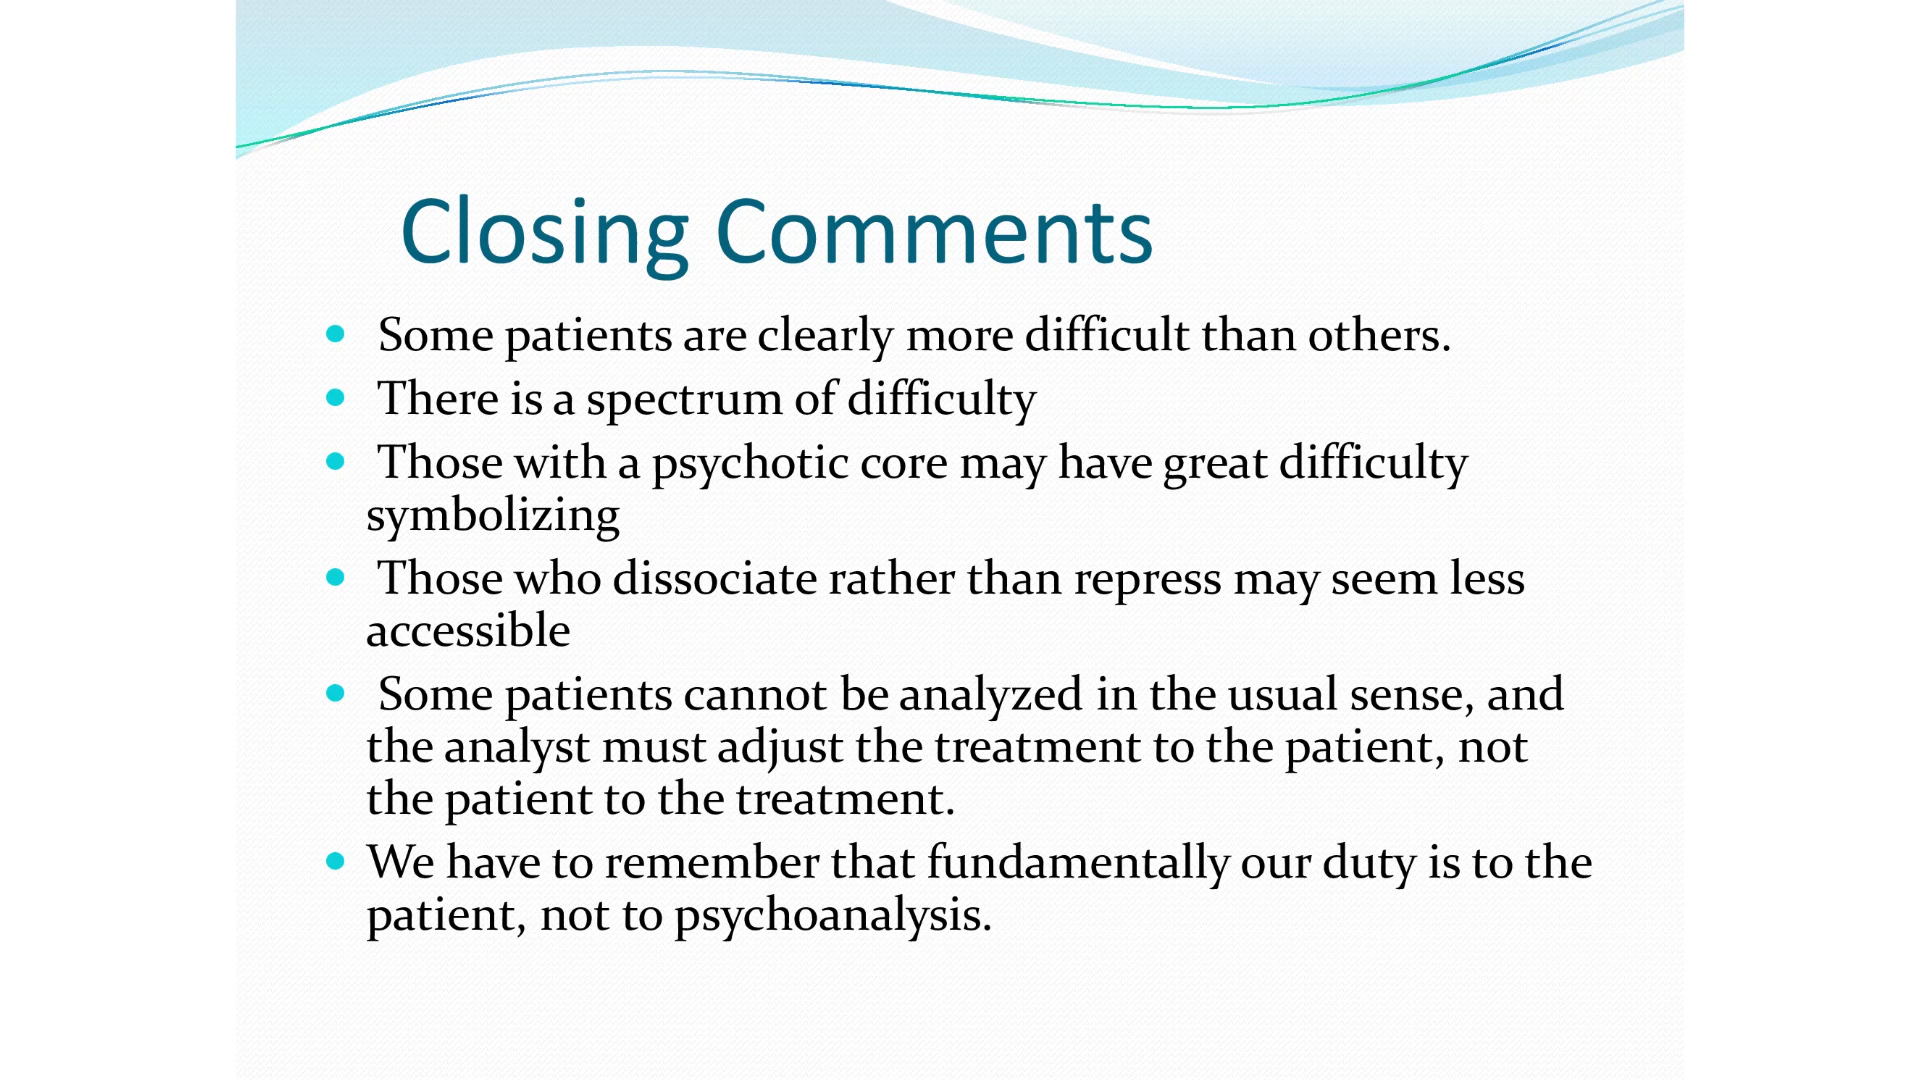 Closing Comments
• Some patients are clearly more difficult than others.
• There is a spectrum of difficulty
• Those with a psychotic core may have great difficulty
symbolizing
• Those who dissociate rather than repress may seem less
accessible
• Some patients cannot be analyzed in the usual sense, and
the analyst must adjust the treatment to the patient, not
the patient to the treatment.
• We have to remember that fundamentally our duty is to the
patient, not to psychoanalysis.